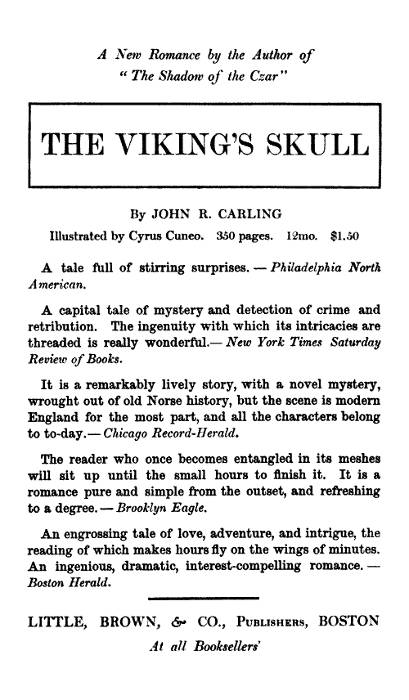 A New Romance by the Author of
“ The Shadow of the Czar”
THE VIKING'S SKULL
By JOHN R. CARLING
Illustrated by Cyrus Cuneo. 350 pages. 12mo. $1.50
A tale full of stirring surprises. — Philadelphia North
American.
A capital tale of mystery and detection of crime and
retribution. The ingenuity with which its intricacies are
threaded is really wonderful.— New York Times Saturday
Review of Books.
It is a remarkably lively story, with a novel mystery,
wrought out of old Norse history, but the scene is modern
England for the most part, and all the characters belong
to to-day.— Chicago Record-Herald.
The reader who once becomes entangled in its meshes
will sit up until the small hours to finish it. It is a
romance pure and simple from the outset, and refreshing
to a degree. — Brooklyn Eagle.
An engrossing tale of love, adventure, and intrigue, the
reading of which makes hours fly on the wings of minutes.
An ingenious, dramatic, interest-compelling romance. —
Boston Herald.
LITTLE, BROWN, & CO., PUBLISHERS, BOSTON
At all Booksellers'